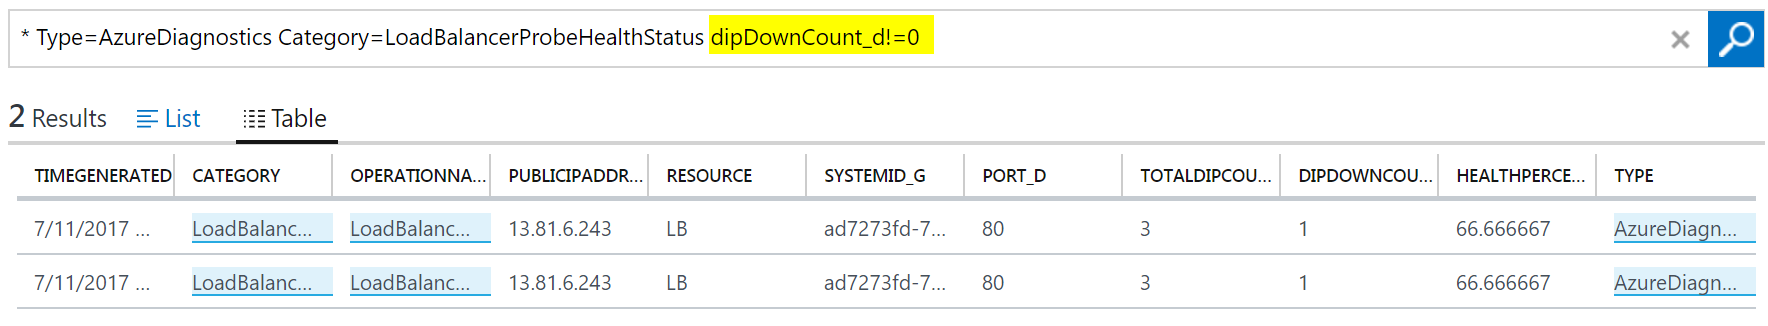 * Type=AzureDiagnostics Category=LoadBalancerProbeHealthStatus dipDownCount_d!=0
2 Results List Table
TIMEGENERATED CATEGORY OPERATIONNA... PUBLICIPADDR... RESOURCE SYSTEMID_G PORT_D TOTALDIPCOU... DIPDOWNCOU... HEALTHPERCE... TYPE
7/11/2017 ... LoadBalanc... LoadBalanc... 13.81.6.243 LB ad7273fd-7... 80 3 1 66.666667 AzureDiagn...
7/11/2017 ... LoadBalanc... LoadBalanc... 13.81.6.243 LB ad7273fd-7... 80 3 1 66.666667 AzureDiagn...